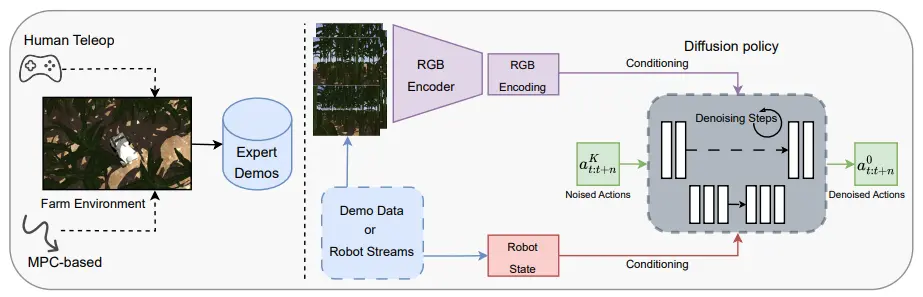 Human Teleop
Farm Environment
MPC-based
Expert
Demos
RGB
Encoder
RGB
Encoding
Demo Data
or
Robot Streams
Robot
State
Diffusion policy
Conditioning
Denoising Steps
a^K_{t:t+n}
Noised Actions
a^0_{t:t+n}
Denoised Actions
Conditioning